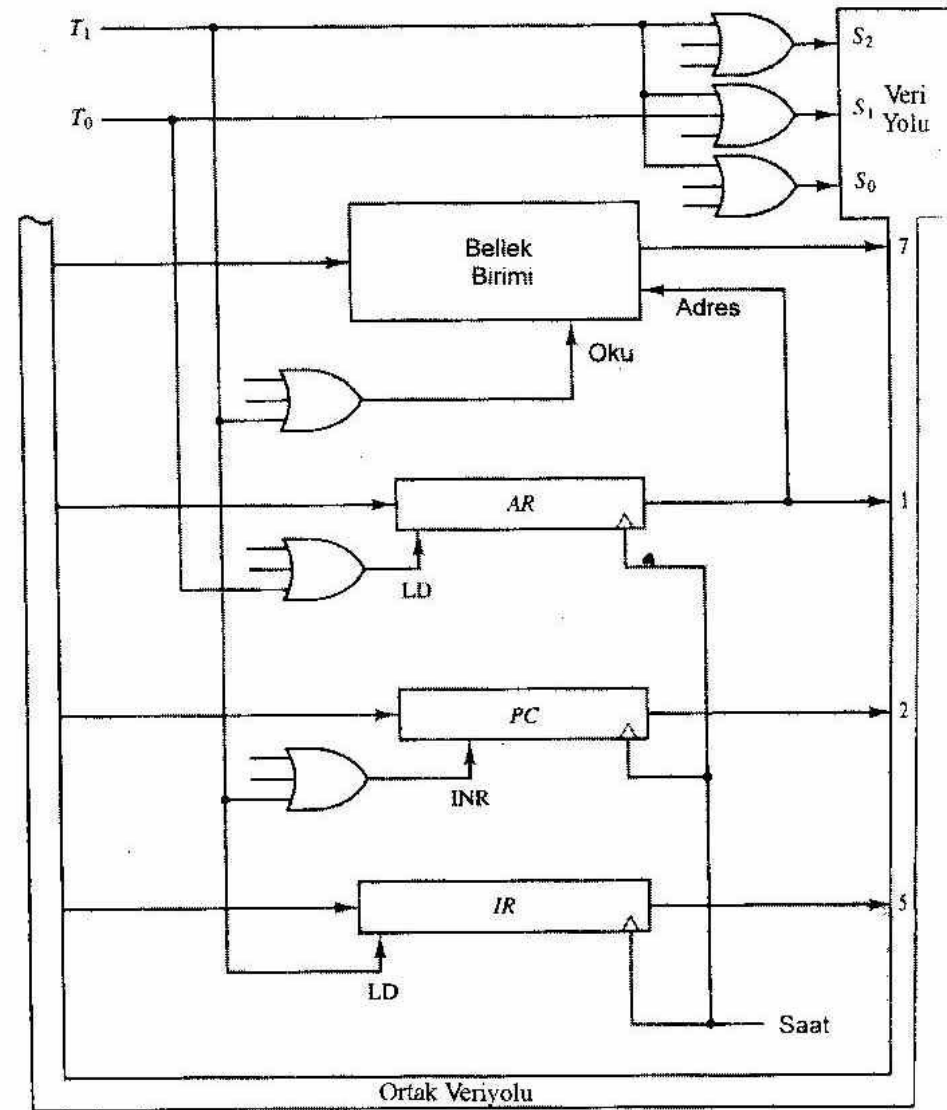 T1
S2
Veri
Yolu
T0
S1
S0
Bellek
Birimi
7
Adres
Oku
AR
1
LD
PC
2
INR
IR
5
LD
Saat
Ortak Veriyolu